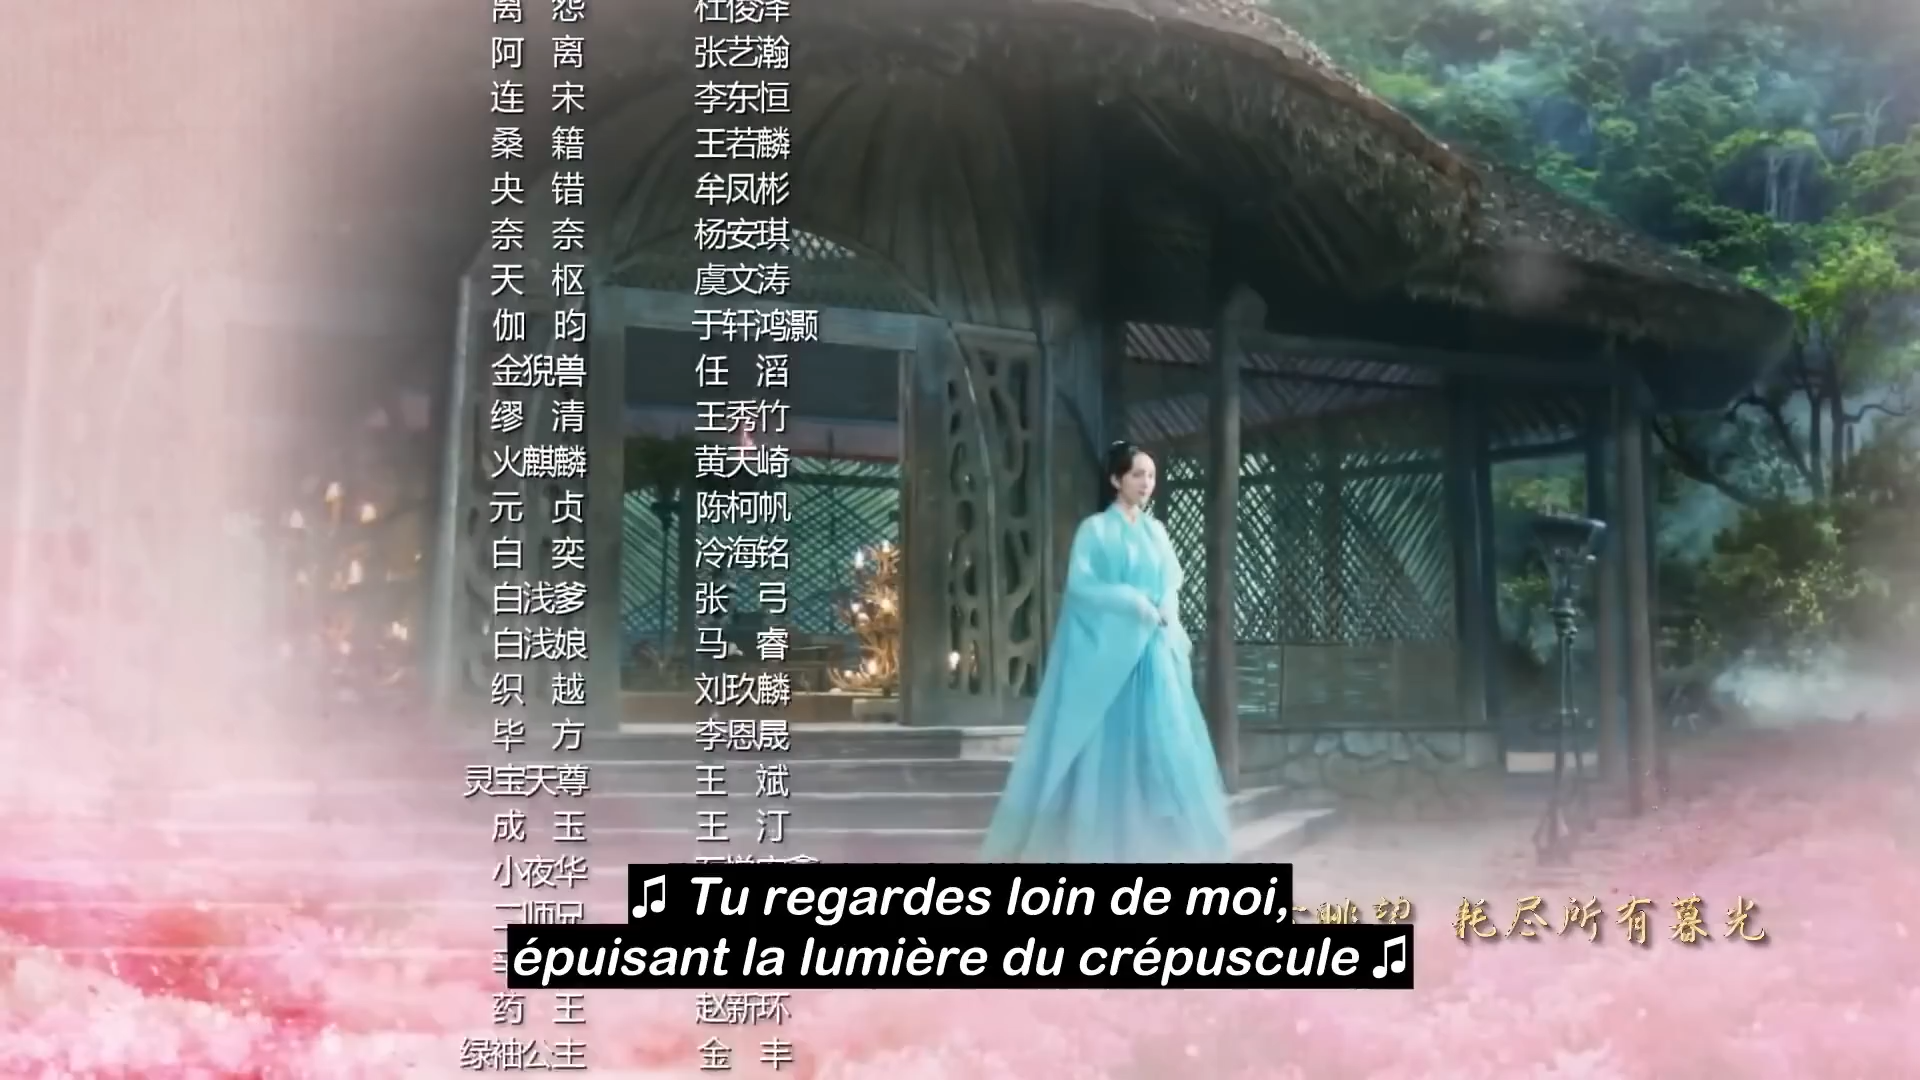 离 怨 杜俊泽
阿 离 张艺瀚
连 宋 李东恒
桑 籍 王若麟
央 错 牟凤彬
奈 奈 杨安琪
天 枢 虞文涛
伽 昀 于轩鸿灏
金猊兽 任 滔
缪 清 王秀竹
火麒麟 黄天崎
元 贞 陈柯帆
白 奕 冷海铭
白浅爹 张 弓
白浅娘 马 睿
织 越 刘玖麟
毕 方 李恩晟
灵宝天尊 王 斌
成 玉 王 汀
小夜华
二师兄
♫ Tu regardes loin de moi,
épuisant la lumière du crépuscule ♫
眺望 耗尽所有暮光
药 王 赵新环
绿袖公主 金 丰